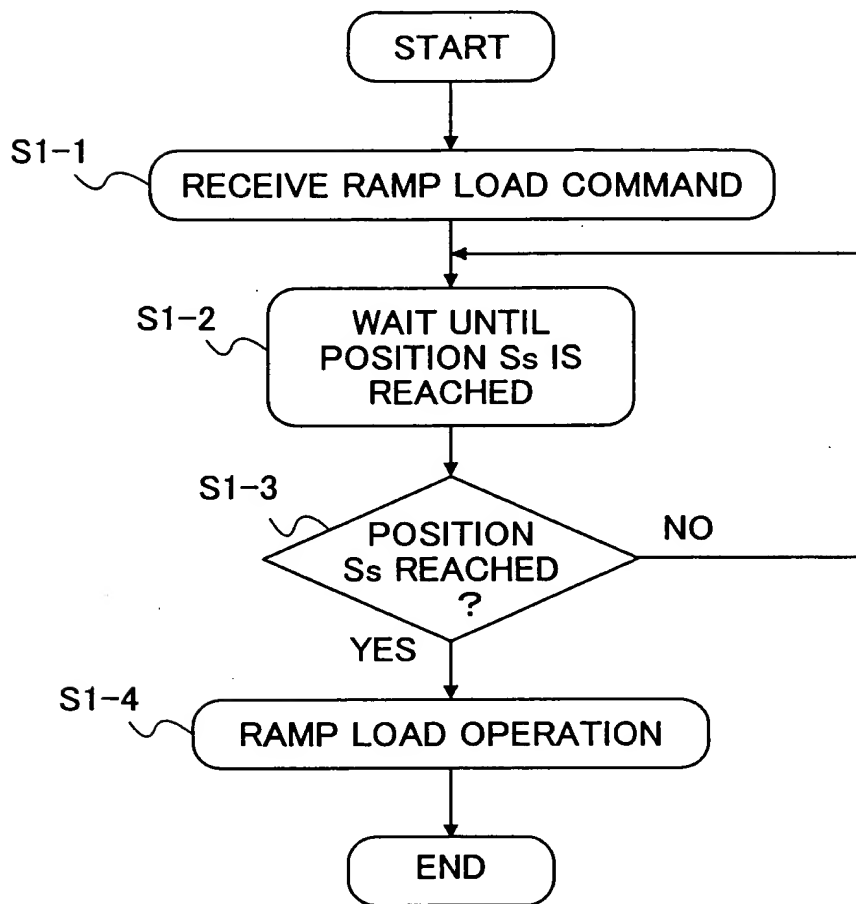 START
S1-1
RECEIVE RAMP LOAD COMMAND
S1-2
WAIT UNTIL
POSITION Ss IS
REACHED
S1-3
POSITION
Ss REACHED
?
NO
YES
S1-4
RAMP LOAD OPERATION
END